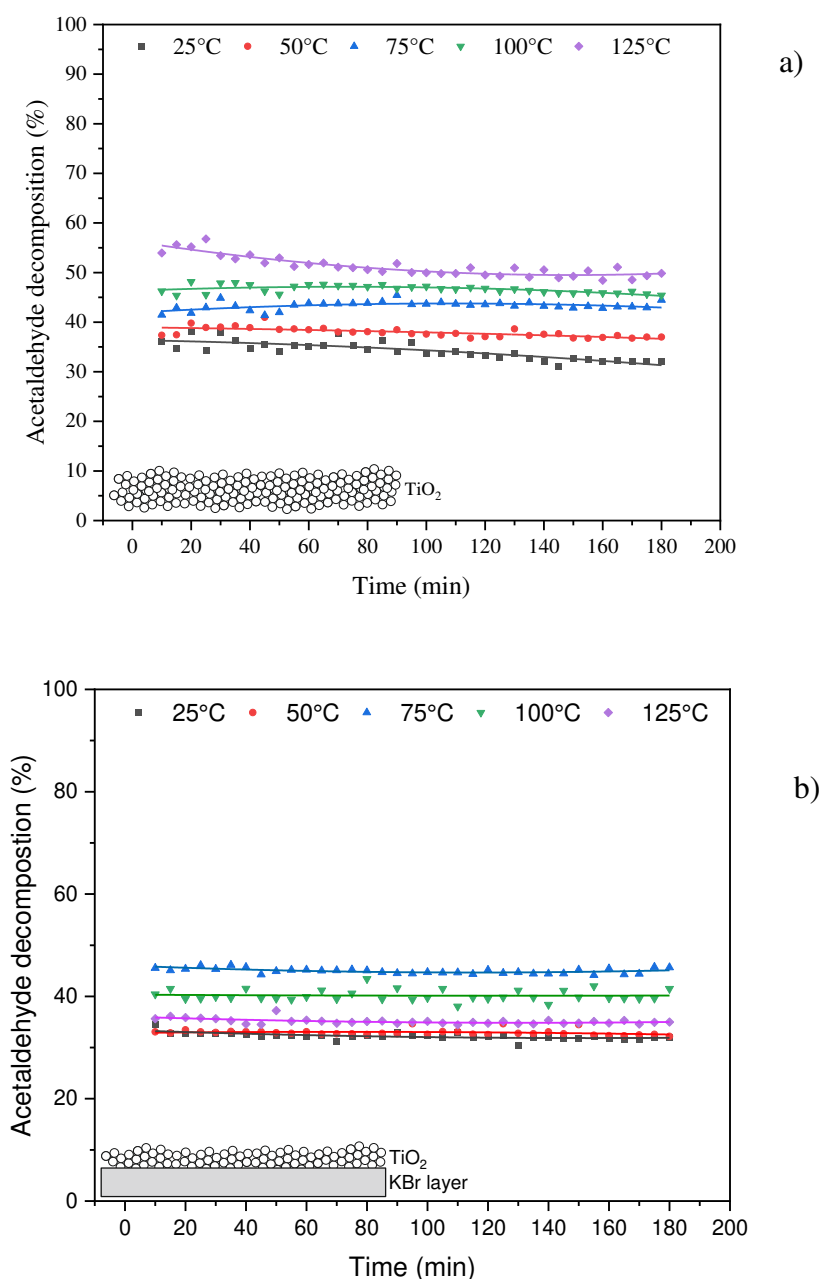 100
90
80
70
60
50
40
30
20
10
0
Acetaldehyde decomposition (%)
25°C 50°C 75°C 100°C 125°C
a)
TiO₂
0 20 40 60 80 100 120 140 160 180 200
Time (min)
100
80
60
40
20
0
Acetaldehyde decompostion (%)
25°C 50°C 75°C 100°C 125°C
b)
TiO₂
KBr layer
0 20 40 60 80 100 120 140 160 180 200
Time (min)